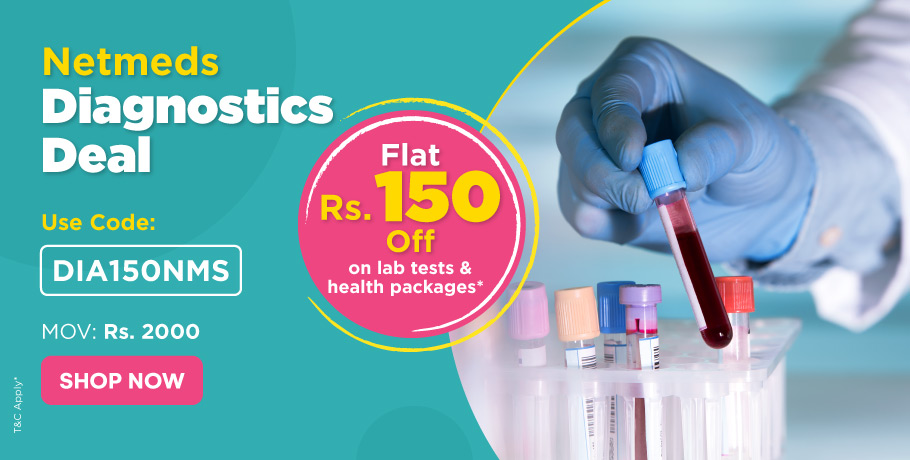 Netmeds
Diagnostics
Deal
Use Code:
DIA150NMS
MOV: Rs. 2000
SHOP NOW
T&C Apply*
Flat
Rs. 150
Off
on lab tests &
health packages*